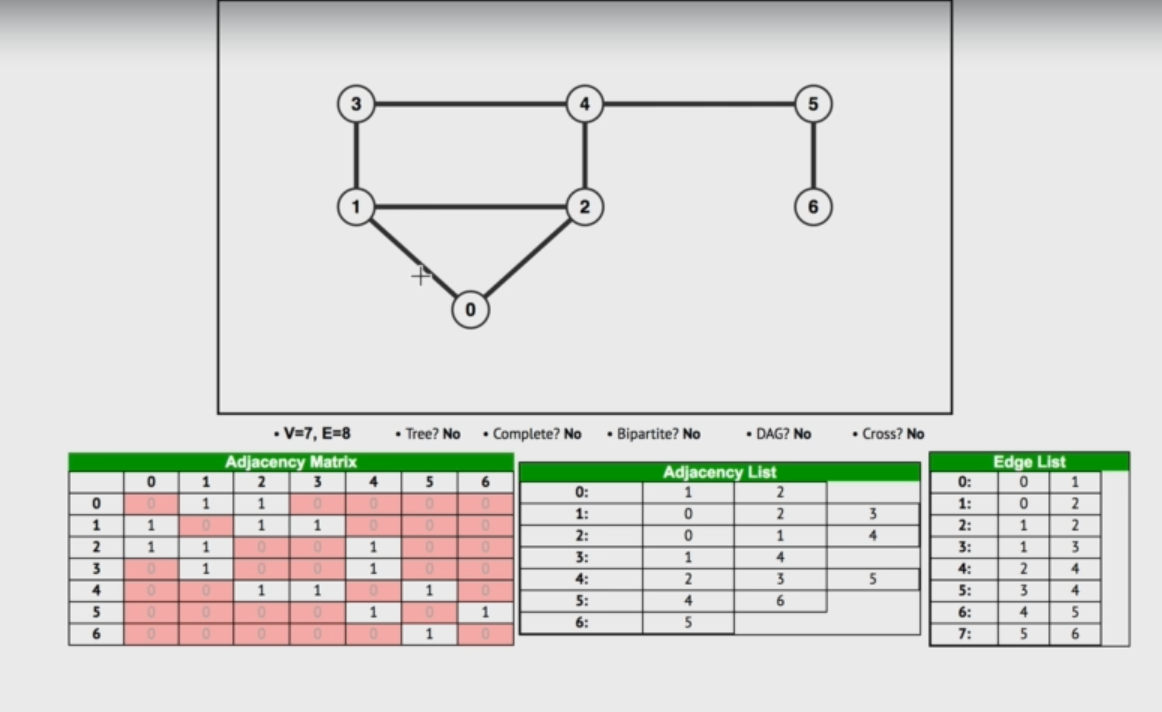 3 4 5
1 2 6
0
• V=7, E=8 • Tree? No • Complete? No • Bipartite? No • DAG? No • Cross? No
Adjacency Matrix
0 1 2 3 4 5 6
0 0 1 1 0 0 0 0
1 1 0 1 1 0 0 0
2 1 1 0 0 1 0 0
3 0 1 0 0 1 0 0
4 0 0 1 1 0 1 0
5 0 0 0 0 1 0 1
6 0 0 0 0 0 1 0
Adjacency List
0: 1 2
1: 0 2 3
2: 0 1 4
3: 1 4
4: 2 3 5
5: 4 6
6: 5
Edge List
0: 0 1
1: 0 2
2: 1 2
3: 1 3
4: 2 4
5: 3 4
6: 4 5
7: 5 6